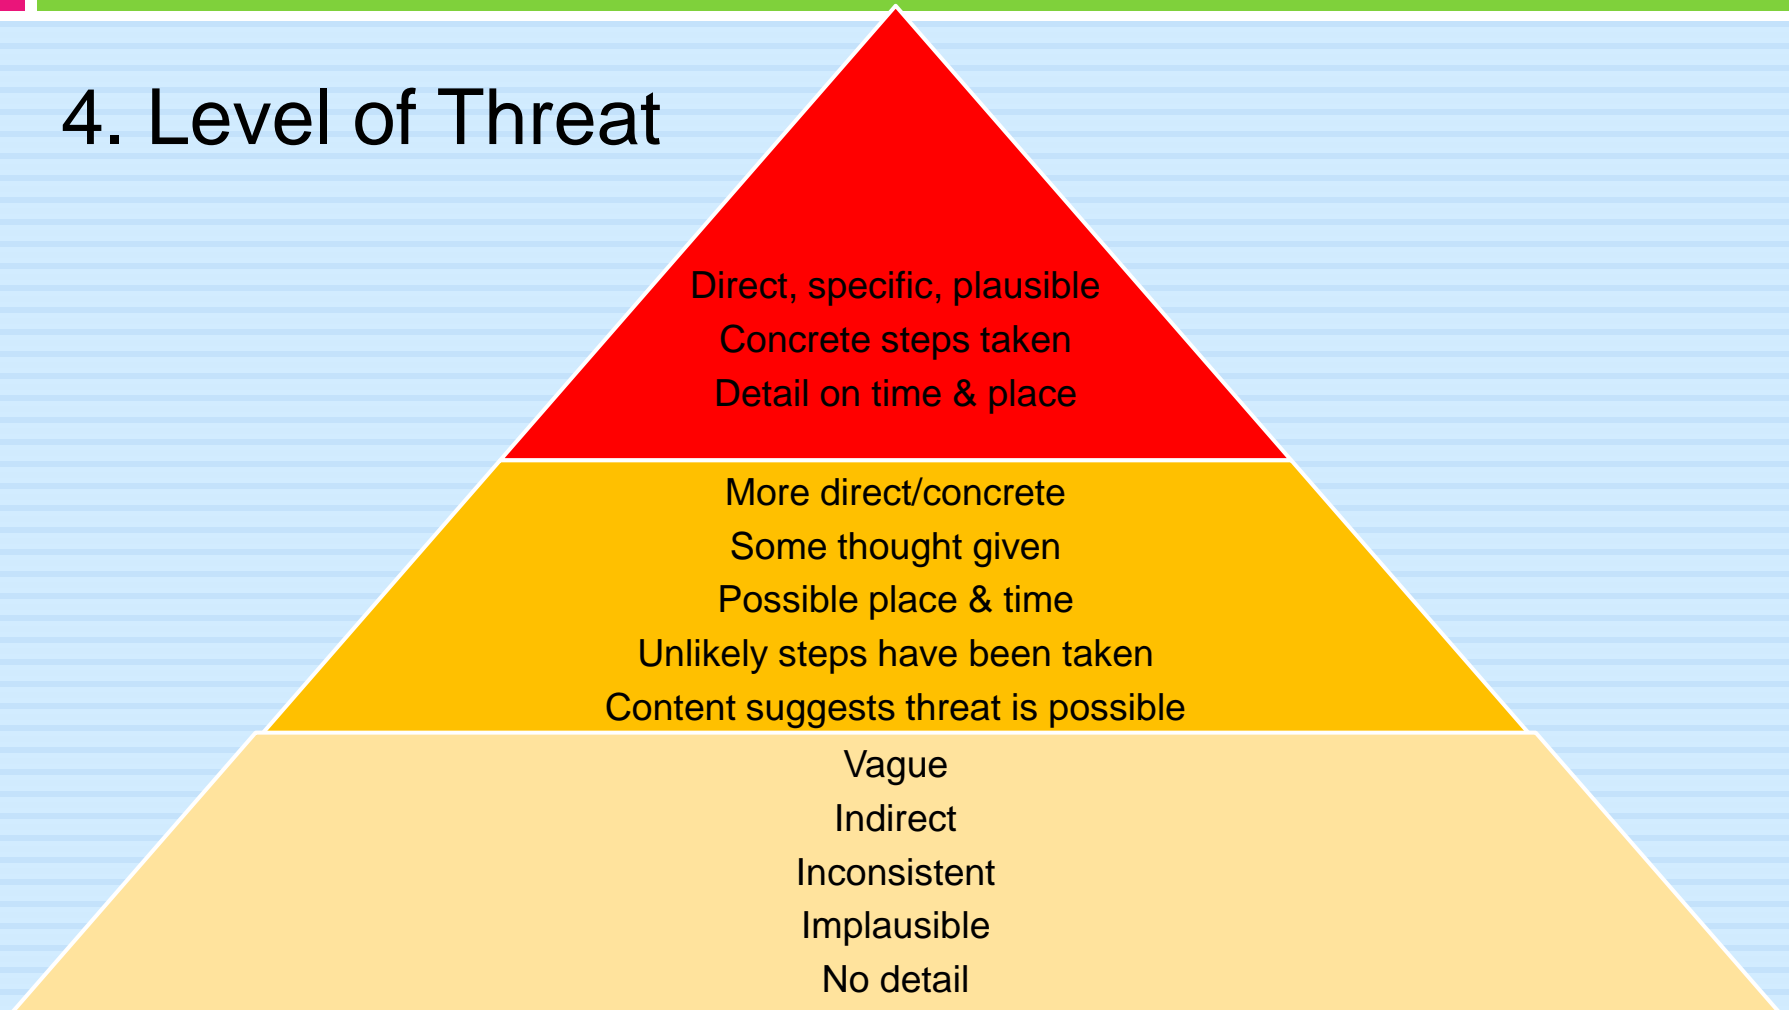 4. Level of Threat
Direct, specific, plausible
Concrete steps taken
Detail on time & place
More direct/concrete
Some thought given
Possible place & time
Unlikely steps have been taken
Content suggests threat is possible
Vague
Indirect
Inconsistent
Implausible
No detail